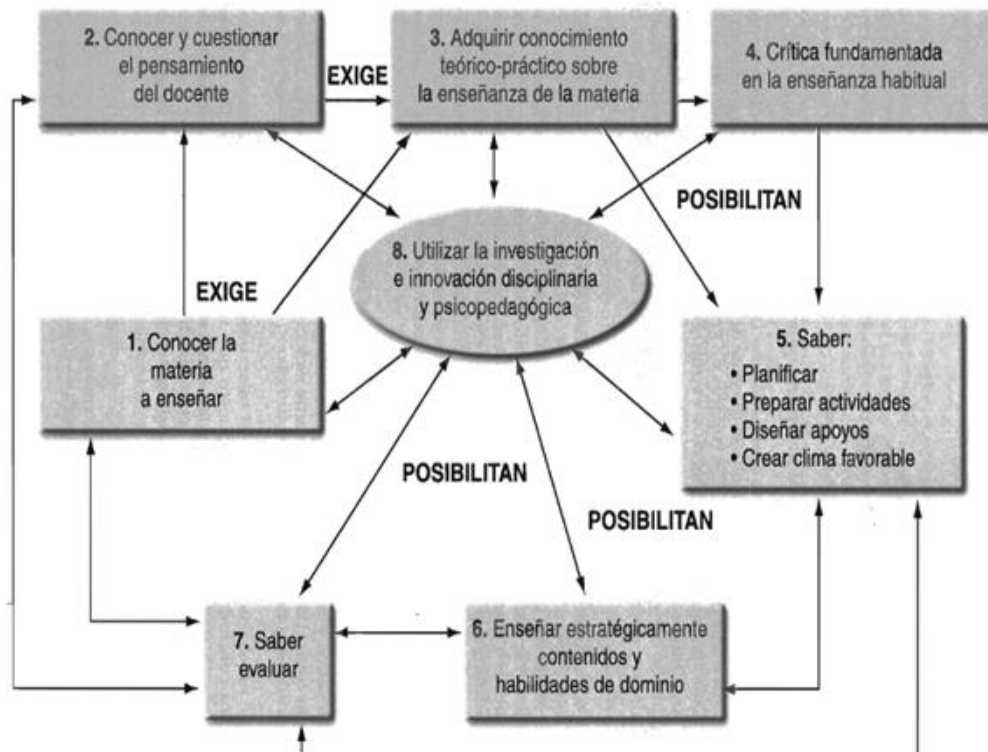 2. Conocer y cuestionar
el pensamiento
del docente
EXIGE
3. Adquirir conocimiento
teórico-práctico sobre
la enseñanza de la materia
4. Crítica fundamentada
en la enseñanza habitual
POSIBILITAN
8. Utilizar la investigación
e innovación disciplinaria
y psicopedagógica
EXIGE
1. Conocer la
materia
a enseñar
5. Saber:
• Planificar
• Preparar actividades
• Diseñar apoyos
• Crear clima favorable
POSIBILITAN
POSIBILITAN
7. Saber
evaluar
6. Enseñar estratégicamente
contenidos y
habilidades de dominio